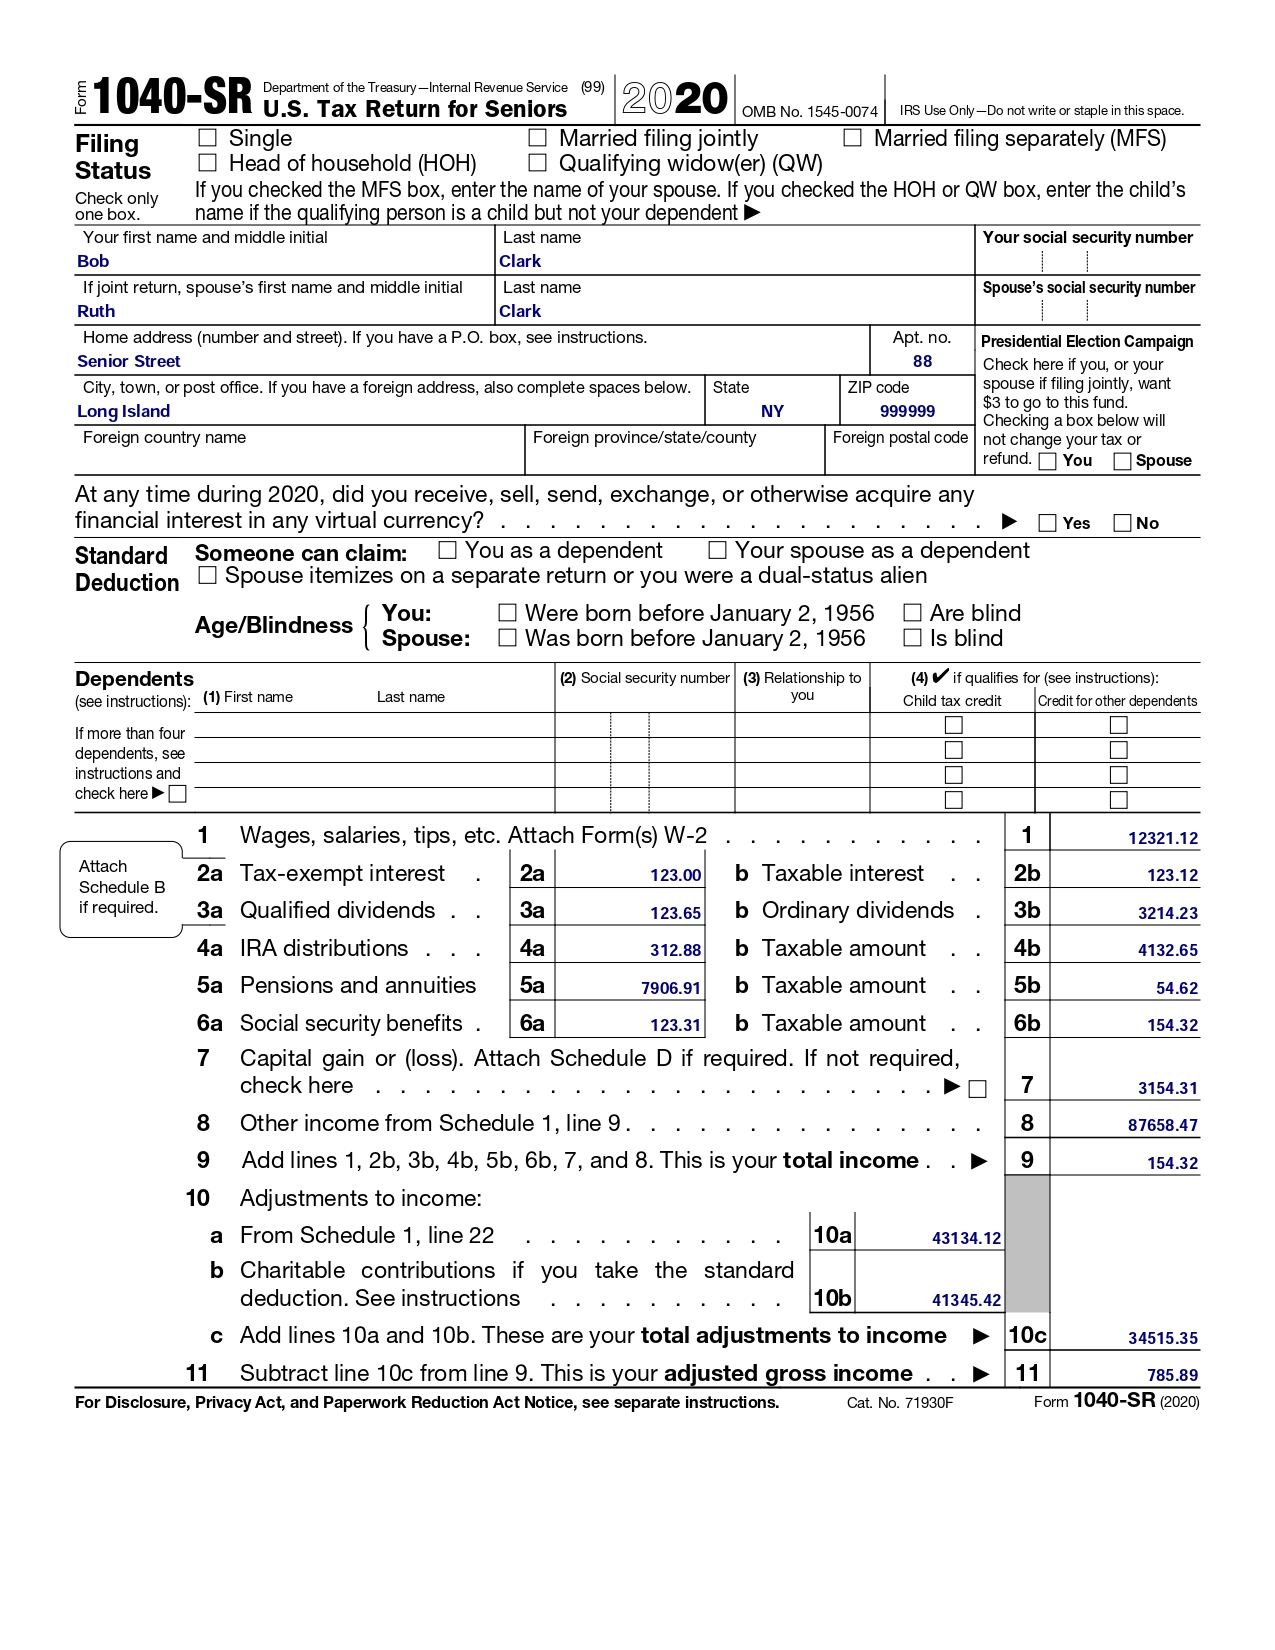 Form 1040-SR Department of the Treasury—Internal Revenue Service (99) U.S. Tax Return for Seniors 2020 OMB No. 1545-0074 IRS Use Only—Do not write or staple in this space.
Filing Status
Check only one box.
☐ Single ☐ Married filing jointly ☐ Married filing separately (MFS)
☐ Head of household (HOH) ☐ Qualifying widow(er) (QW)
If you checked the MFS box, enter the name of your spouse. If you checked the HOH or QW box, enter the child's
name if the qualifying person is a child but not your dependent ▶
Your first name and middle initial Last name Your social security number
Bob Clark
If joint return, spouse's first name and middle initial Last name Spouse's social security number
Ruth Clark
Home address (number and street). If you have a P.O. box, see instructions. Apt. no.
Senior Street 88
City, town, or post office. If you have a foreign address, also complete spaces below. State ZIP code
Long Island NY 999999
Foreign country name Foreign province/state/county Foreign postal code
Presidential Election Campaign
Check here if you, or your
spouse if filing jointly, want
$3 to go to this fund.
Checking a box below will
not change your tax or
refund. ☐ You ☐ Spouse
At any time during 2020, did you receive, sell, send, exchange, or otherwise acquire any
financial interest in any virtual currency? . . . . . . . . . . . . . . . . . . . . ▶ ☐ Yes ☐ No
Standard Deduction
Someone can claim: ☐ You as a dependent ☐ Your spouse as a dependent
☐ Spouse itemizes on a separate return or you were a dual-status alien
Age/Blindness { You: ☐ Were born before January 2, 1956 ☐ Are blind
Spouse: ☐ Was born before January 2, 1956 ☐ Is blind
Dependents (see instructions):
(1) First name Last name (2) Social security number (3) Relationship to you (4) ✔ if qualifies for (see instructions):
Child tax credit Credit for other dependents
If more than four
dependents, see
instructions and
check here ▶ ☐
☐ ☐
☐ ☐
☐ ☐
☐ ☐
Attach
Schedule B
if required.
1 Wages, salaries, tips, etc. Attach Form(s) W-2 . . . . . . . . . . . 1 12321.12
2a Tax-exempt interest . 2a 123.00 b Taxable interest . . 2b 123.12
3a Qualified dividends . . 3a 123.65 b Ordinary dividends . 3b 3214.23
4a IRA distributions . . . 4a 312.88 b Taxable amount . . 4b 4132.65
5a Pensions and annuities 5a 7906.91 b Taxable amount . . 5b 54.62
6a Social security benefits . 6a 123.31 b Taxable amount . . 6b 154.32
7 Capital gain or (loss). Attach Schedule D if required. If not required,
check here . . . . . . . . . . . . . . . . . . . . . . . ▶ ☐ 7 3154.31
8 Other income from Schedule 1, line 9 . . . . . . . . . . . . . . . 8 87658.47
9 Add lines 1, 2b, 3b, 4b, 5b, 6b, 7, and 8. This is your total income . . ▶ 9 154.32
10 Adjustments to income:
a From Schedule 1, line 22 . . . . . . . . . . . 10a 43134.12
b Charitable contributions if you take the standard
deduction. See instructions . . . . . . . . . . 10b 41345.42
c Add lines 10a and 10b. These are your total adjustments to income ▶ 10c 34515.35
11 Subtract line 10c from line 9. This is your adjusted gross income . . ▶ 11 785.89
For Disclosure, Privacy Act, and Paperwork Reduction Act Notice, see separate instructions. Cat. No. 71930F Form 1040-SR (2020)